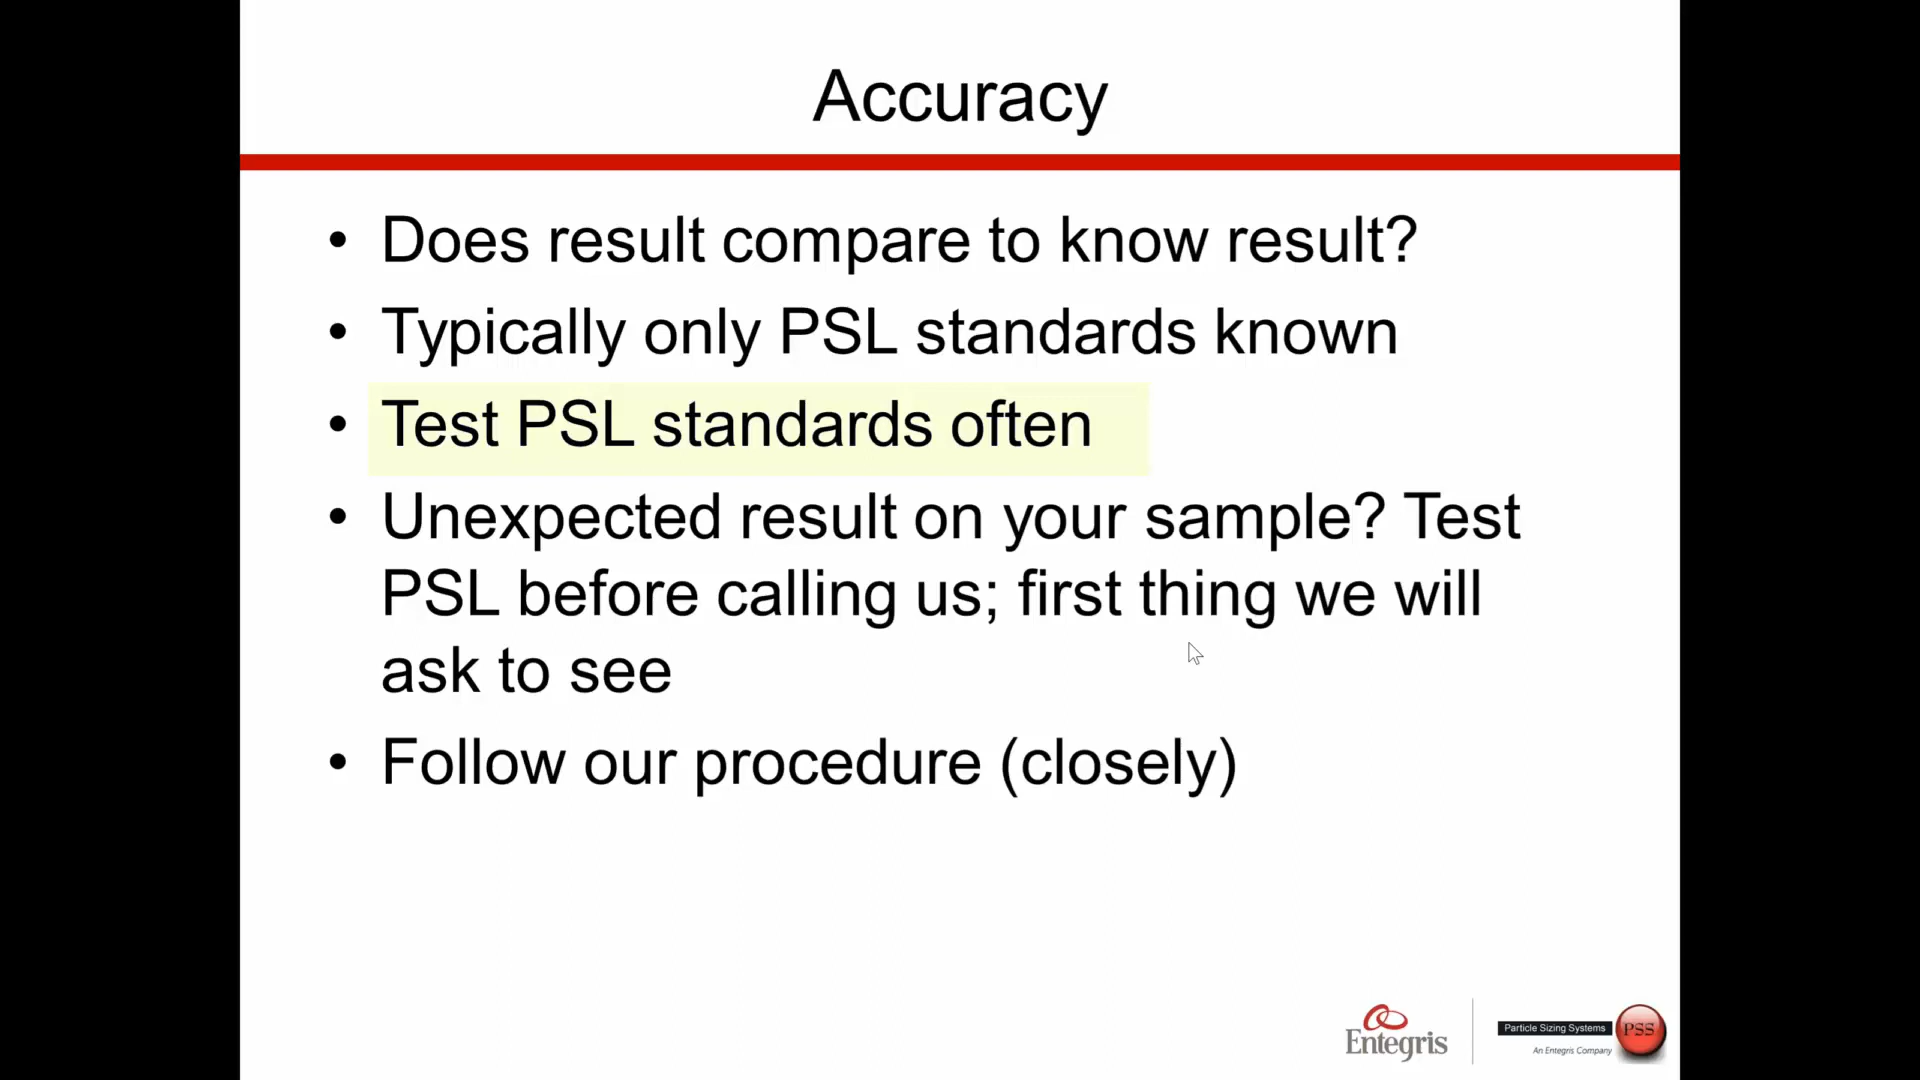 Accuracy
• Does result compare to know result?
• Typically only PSL standards known
• Test PSL standards often
• Unexpected result on your sample? Test
PSL before calling us; first thing we will
ask to see
• Follow our procedure (closely)
Entegris
Particle Sizing Systems
PSS
An Entegris Company